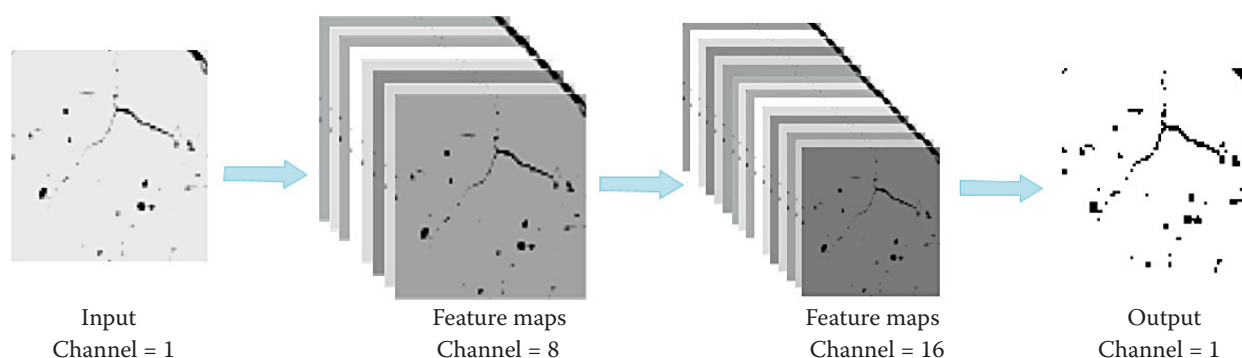 Input
Channel = 1
Feature maps
Channel = 8
Feature maps
Channel = 16
Output
Channel = 1